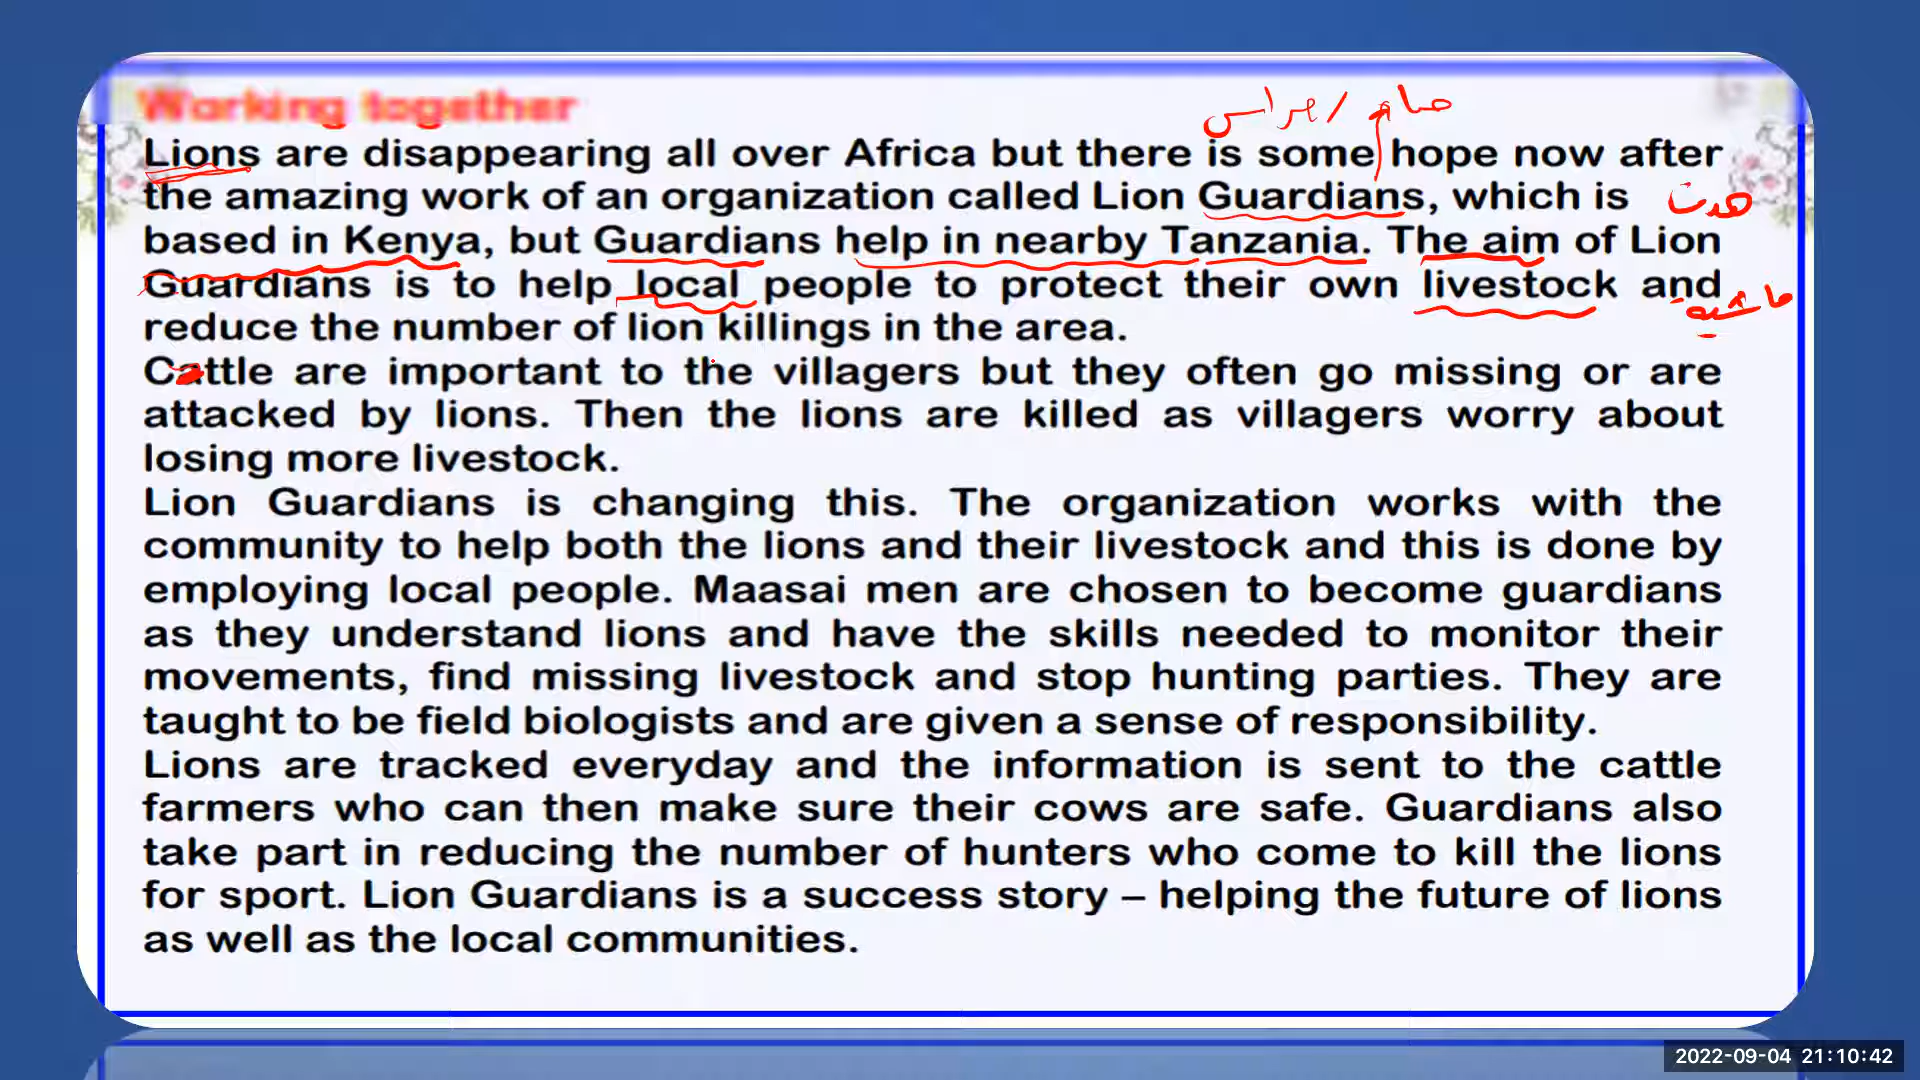 Working together
حراس / حماه
Lions are disappearing all over Africa but there is some hope now after
the amazing work of an organization called Lion Guardians, which is
هدف
based in Kenya, but Guardians help in nearby Tanzania. The aim of Lion
Guardians is to help local people to protect their own livestock and
ماشية
reduce the number of lion killings in the area.
Cattle are important to the villagers but they often go missing or are
attacked by lions. Then the lions are killed as villagers worry about
losing more livestock.
Lion Guardians is changing this. The organization works with the
community to help both the lions and their livestock and this is done by
employing local people. Maasai men are chosen to become guardians
as they understand lions and have the skills needed to monitor their
movements, find missing livestock and stop hunting parties. They are
taught to be field biologists and are given a sense of responsibility.
Lions are tracked everyday and the information is sent to the cattle
farmers who can then make sure their cows are safe. Guardians also
take part in reducing the number of hunters who come to kill the lions
for sport. Lion Guardians is a success story – helping the future of lions
as well as the local communities.
2022-09-04 21:10:42